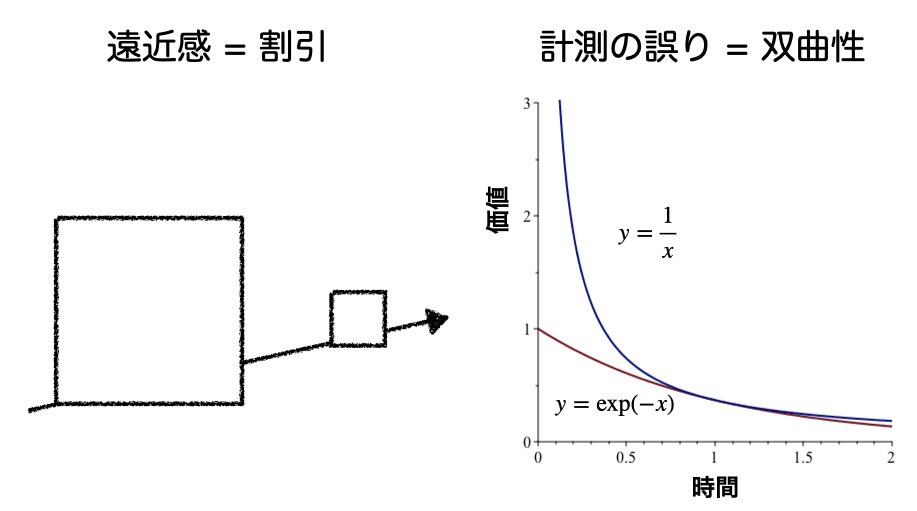 遠近感 = 割引
計測の誤り = 双曲性
3
価値
2
y = 1/x
1
y = exp(−x)
0
0
0.5
1
1.5
2
時間